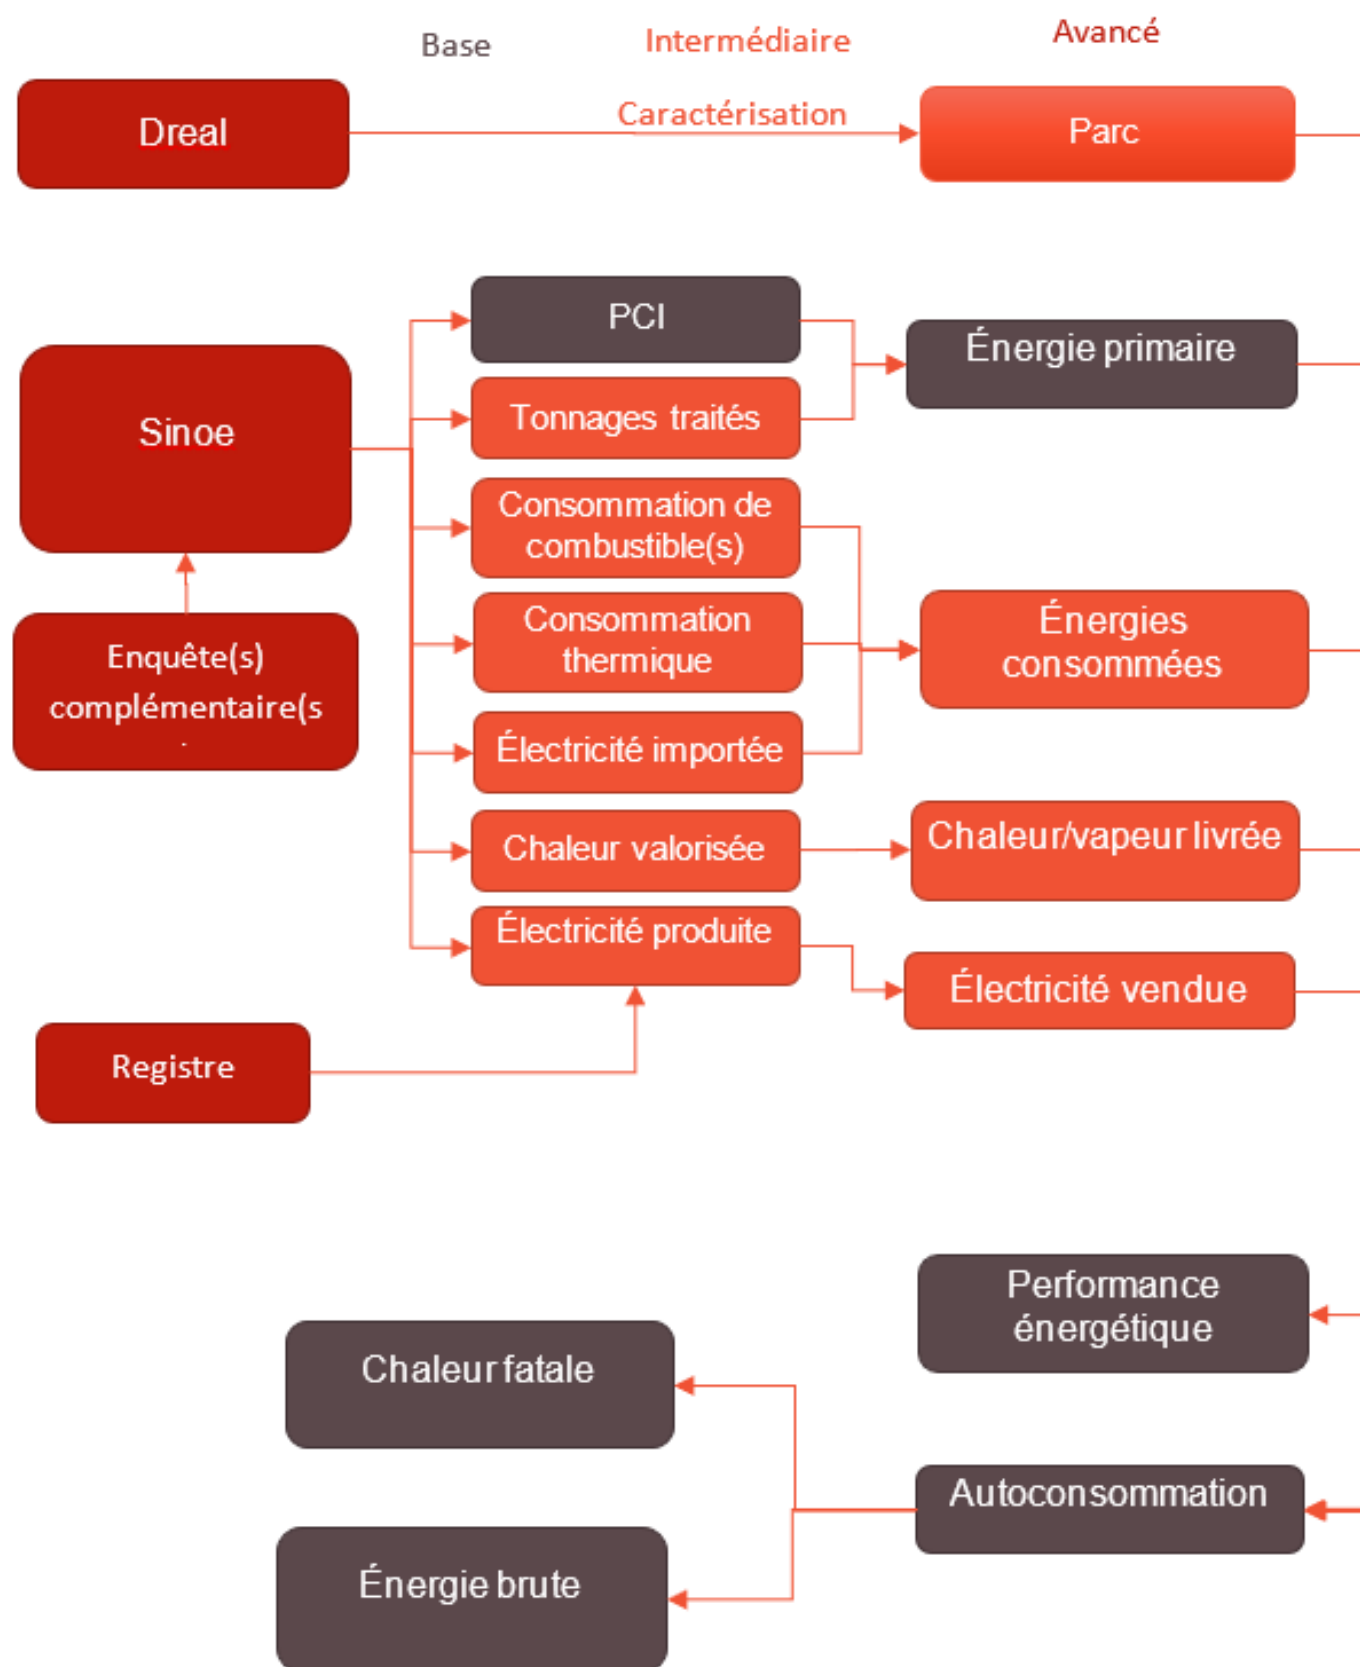 Base
Intermédiaire
Avancé
Dreal
Caractérisation
Parc
PCI
Énergie primaire
Sinoe
Tonnages traités
Consommation de
combustible(s)
Énergies
consommées
Enquête(s)
complémentaire(s
Consommation
thermique
Électricité importée
Chaleur valorisée
Chaleur/vapeur livrée
Électricité produite
Électricité vendue
Registre
Performance
énergétique
Chaleur fatale
Autoconsommation
Énergie brute